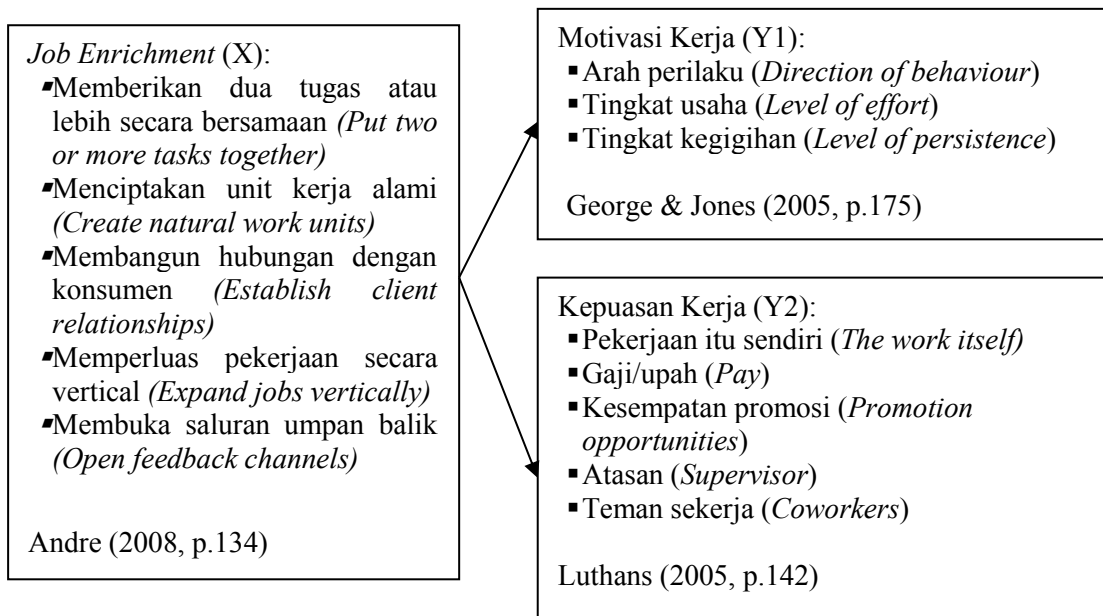 Job Enrichment (X):
▪Memberikan dua tugas atau
lebih secara bersamaan (Put two
or more tasks together)
▪Menciptakan unit kerja alami
(Create natural work units)
▪Membangun hubungan dengan
konsumen (Establish client
relationships)
▪Memperluas pekerjaan secara
vertical (Expand jobs vertically)
▪Membuka saluran umpan balik
(Open feedback channels)
Andre (2008, p.134)
Motivasi Kerja (Y1):
▪Arah perilaku (Direction of behaviour)
▪Tingkat usaha (Level of effort)
▪Tingkat kegigihan (Level of persistence)
George & Jones (2005, p.175)
Kepuasan Kerja (Y2):
▪Pekerjaan itu sendiri (The work itself)
▪Gaji/upah (Pay)
▪Kesempatan promosi (Promotion
opportunities)
▪Atasan (Supervisor)
▪Teman sekerja (Coworkers)
Luthans (2005, p.142)